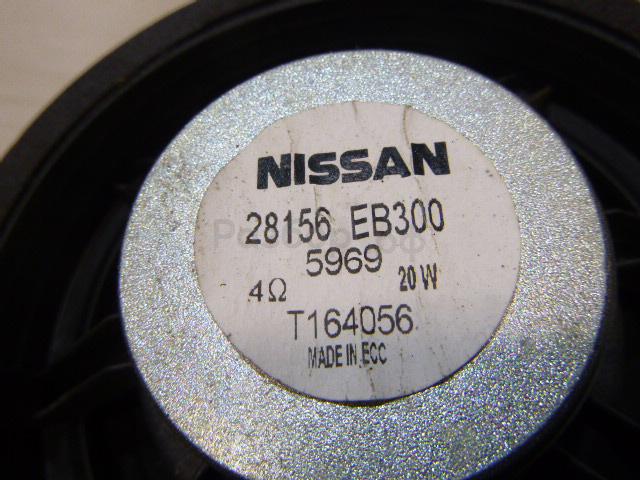 NISSAN
28156 EB300
5969
4Ω 20 W
T164056
MADE IN ECC